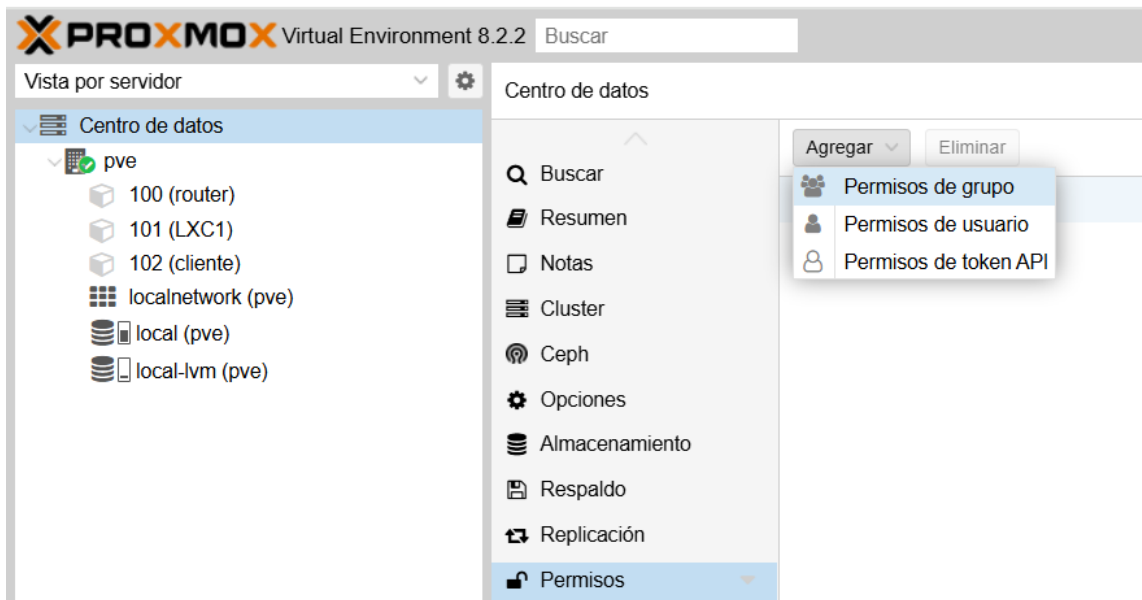 PROXMOX Virtual Environment 8.2.2 Buscar
Vista por servidor
Centro de datos
pve
100 (router)
101 (LXC1)
102 (cliente)
localnetwork (pve)
local (pve)
local-lvm (pve)
Centro de datos
Buscar
Resumen
Notas
Cluster
Ceph
Opciones
Almacenamiento
Respaldo
Replicación
Permisos
Agregar Eliminar
Permisos de grupo
Permisos de usuario
Permisos de token API